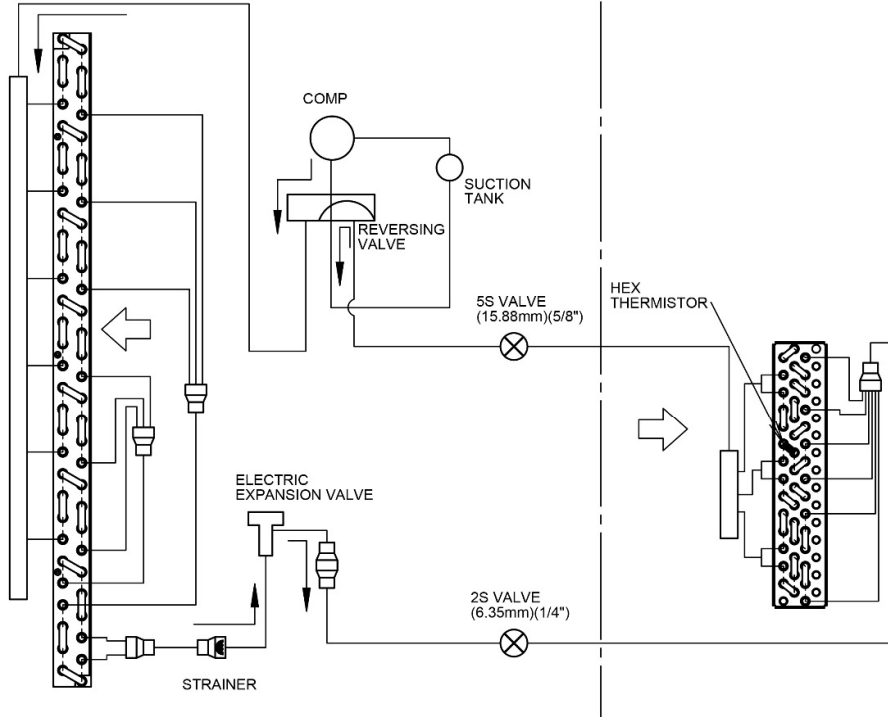 COMP
SUCTION
TANK
REVERSING
VALVE
5S VALVE
(15.88mm)(5/8")
HEX
THERMISTOR
ELECTRIC
EXPANSION VALVE
2S VALVE
(6.35mm)(1/4")
STRAINER